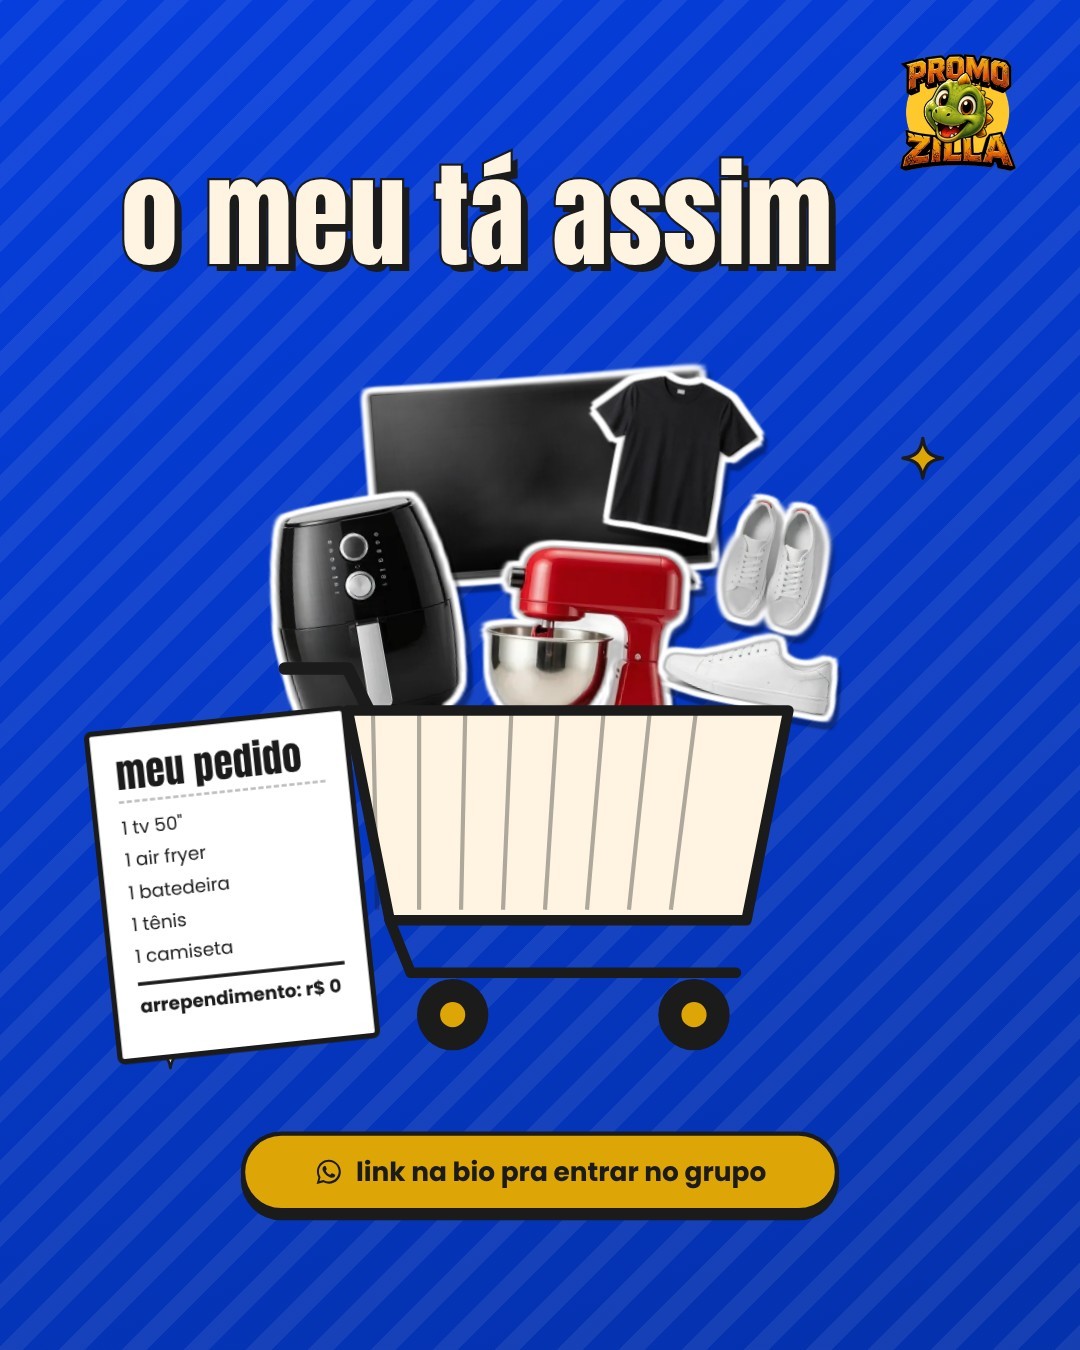 PROMO
ZILLA
o meu tá assim
meu pedido
1 tv 50"
1 air fryer
1 batedeira
1 tênis
1 camiseta
arrependimento: r$ 0
link na bio pra entrar no grupo